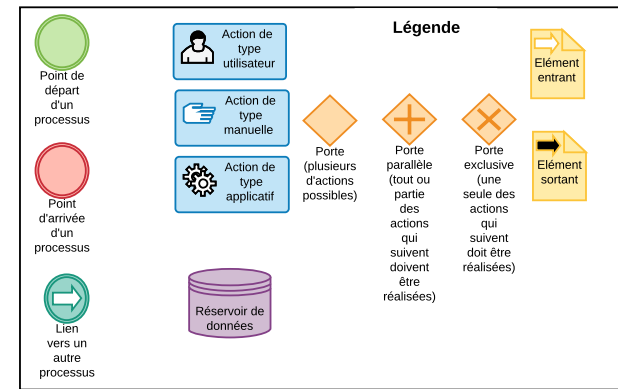 Légende
Point de
départ
d'un
processus
Point
d'arrivée
d'un
processus
Lien
vers un
autre
processus
Action de
type
utilisateur
Action de
type
manuelle
Action de
type
applicatif
Réservoir de
données
Porte
(plusieurs
d'actions
possibles)
Porte
parallèle
(tout ou
partie
des
actions
qui
suivent
doivent
être
réalisées)
Porte
exclusive
(une
seule des
actions
qui
suivent
doit être
réalisées)
Elément
entrant
Elément
sortant